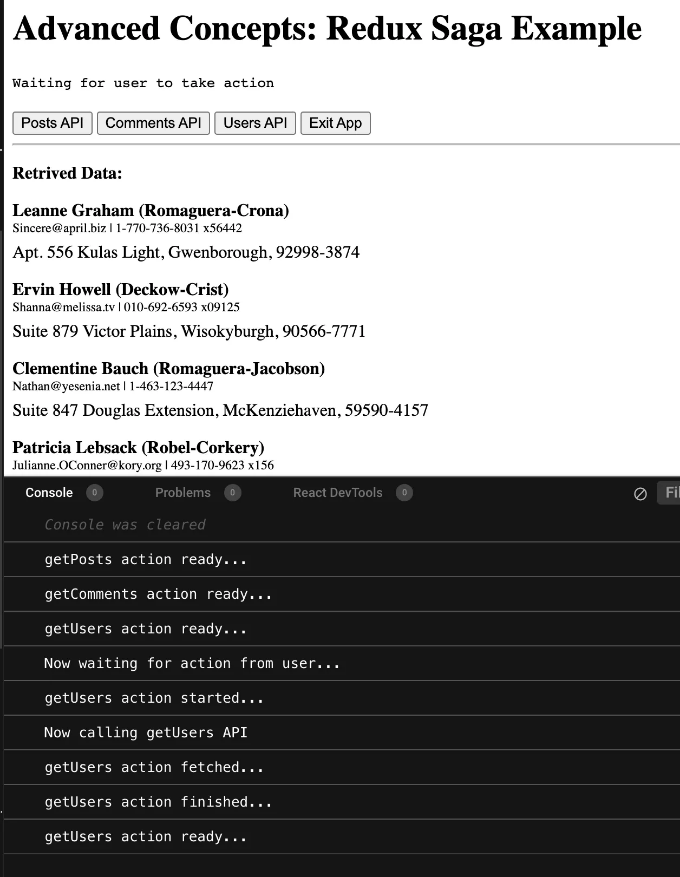 Advanced Concepts: Redux Saga Example
Waiting for user to take action
Posts API Comments API Users API Exit App
Retrived Data:
Leanne Graham (Romaguera-Crona)
Sincere@april.biz | 1-770-736-8031 x56442
Apt. 556 Kulas Light, Gwenborough, 92998-3874
Ervin Howell (Deckow-Crist)
Shanna@melissa.tv | 010-692-6593 x09125
Suite 879 Victor Plains, Wisokyburgh, 90566-7771
Clementine Bauch (Romaguera-Jacobson)
Nathan@yesenia.net | 1-463-123-4447
Suite 847 Douglas Extension, McKenziehaven, 59590-4157
Patricia Lebsack (Robel-Corkery)
Julianne.OConner@kory.org | 493-170-9623 x156
Console 0 Problems 0 React DevTools 0 Fil
Console was cleared
getPosts action ready...
getComments action ready...
getUsers action ready...
Now waiting for action from user...
getUsers action started...
Now calling getUsers API
getUsers action fetched...
getUsers action finished...
getUsers action ready...